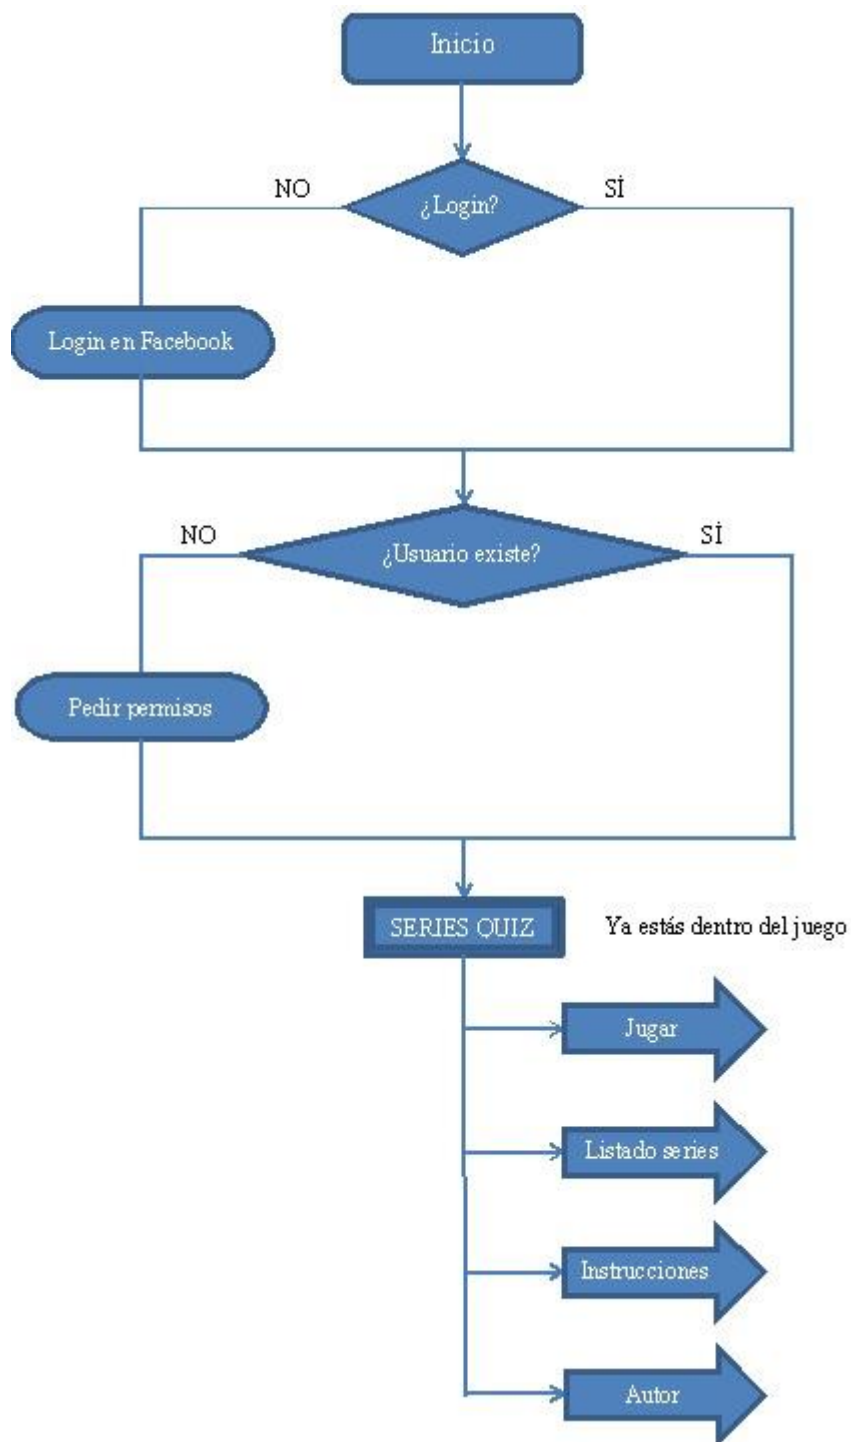 Inicio
¿Login?
NO
SÍ
Login en Facebook
¿Usuario existe?
NO
SÍ
Pedir permisos
SERIES QUIZ
Ya estás dentro del juego
Jugar
Listado series
Instrucciones
Autor